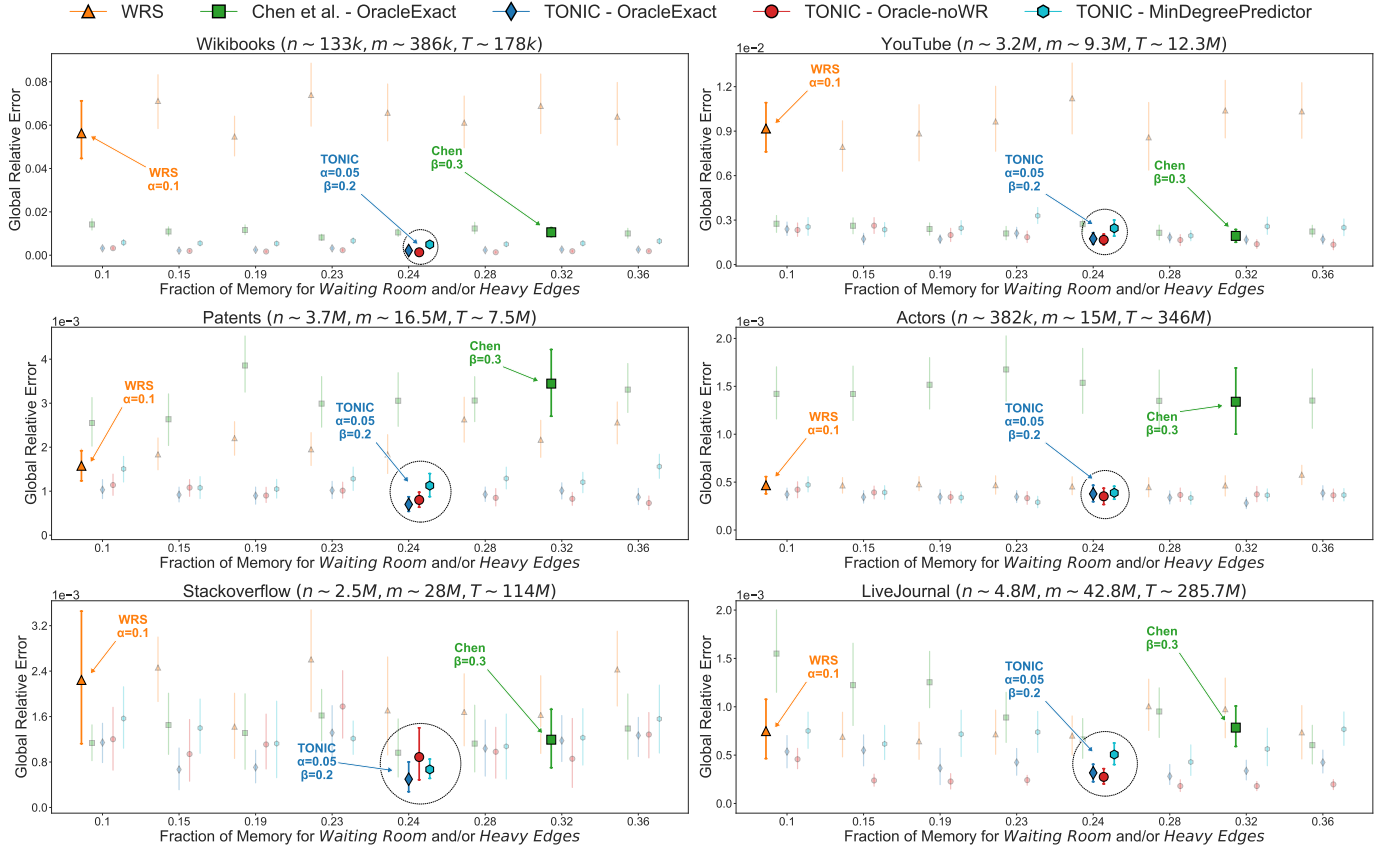 WRS
Chen et al. - OracleExact
TONIC - OracleExact
TONIC - Oracle-noWR
TONIC - MinDegreePredictor
Wikibooks (n ~ 133k, m ~ 386k, T ~ 178k)
Global Relative Error
0.08
0.06
0.04
0.02
0.00
WRS
α=0.1
TONIC
α=0.05
β=0.2
Chen
β=0.3
0.1 0.15 0.19 0.24 0.28 0.32 0.36
Fraction of Memory for Waiting Room and/or Heavy Edges
YouTube (n ~ 3.2M, m ~ 9.3M, T ~ 12.3M)
1e−2
Global Relative Error
1.2
0.9
0.6
0.3
0.0
WRS
α=0.1
TONIC
α=0.05
β=0.2
Chen
β=0.3
0.1 0.15 0.19 0.23 0.24 0.28 0.32 0.36
Fraction of Memory for Waiting Room and/or Heavy Edges
Patents (n ~ 3.7M, m ~ 16.5M, T ~ 7.5M)
1e−3
Global Relative Error
4
3
2
1
0
WRS
α=0.1
TONIC
α=0.05
β=0.2
Chen
β=0.3
0.1 0.15 0.19 0.23 0.24 0.28 0.32 0.36
Fraction of Memory for Waiting Room and/or Heavy Edges
Actors (n ~ 382k, m ~ 15M, T ~ 346M)
1e−3
Global Relative Error
2.0
1.5
1.0
0.5
0.0
WRS
α=0.1
TONIC
α=0.05
β=0.2
Chen
β=0.3
0.1 0.15 0.19 0.23 0.24 0.28 0.32 0.36
Fraction of Memory for Waiting Room and/or Heavy Edges
Stackoverflow (n ~ 2.5M, m ~ 28M, T ~ 114M)
1e−3
Global Relative Error
3.2
2.4
1.6
0.8
0.0
WRS
α=0.1
TONIC
α=0.05
β=0.2
Chen
β=0.3
0.1 0.15 0.19 0.23 0.24 0.28 0.32 0.36
Fraction of Memory for Waiting Room and/or Heavy Edges
LiveJournal (n ~ 4.8M, m ~ 42.8M, T ~ 285.7M)
1e−3
Global Relative Error
2.0
1.5
1.0
0.5
0.0
WRS
α=0.1
TONIC
α=0.05
β=0.2
Chen
β=0.3
0.1 0.15 0.19 0.23 0.24 0.28 0.32 0.36
Fraction of Memory for Waiting Room and/or Heavy Edges